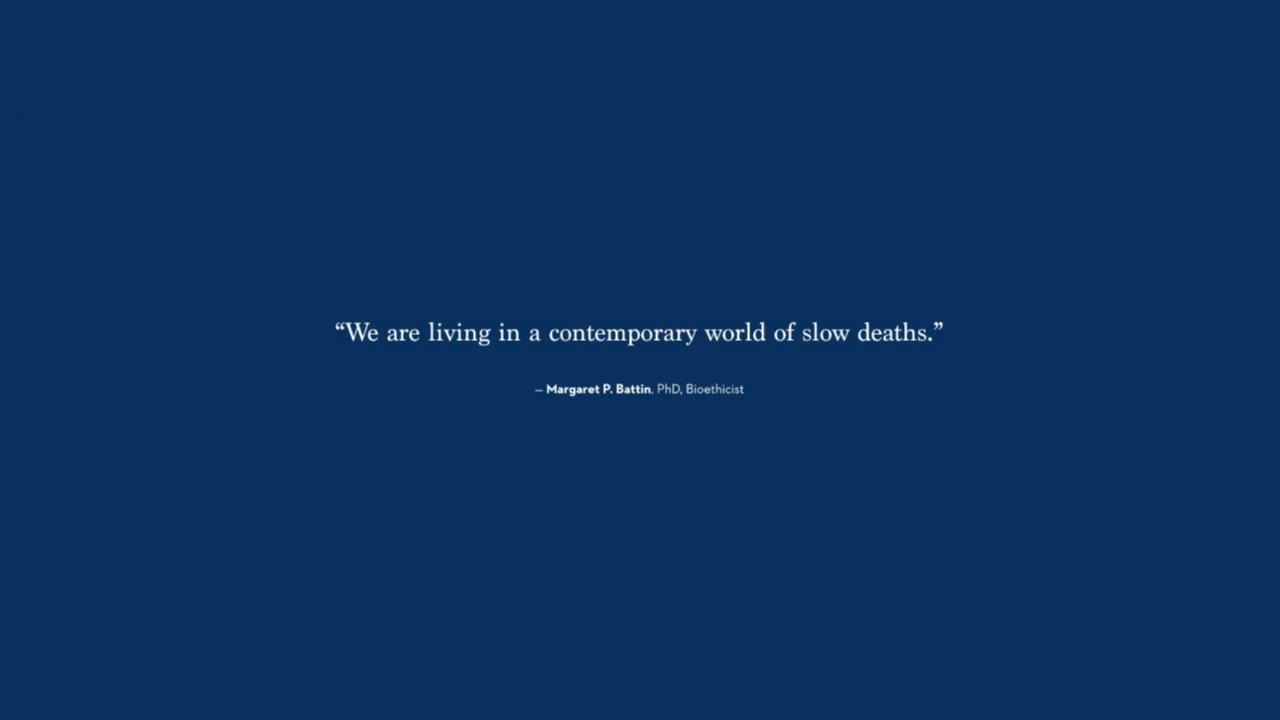 “We are living in a contemporary world of slow deaths.”
– Margaret P. Battin, PhD, Bioethicist